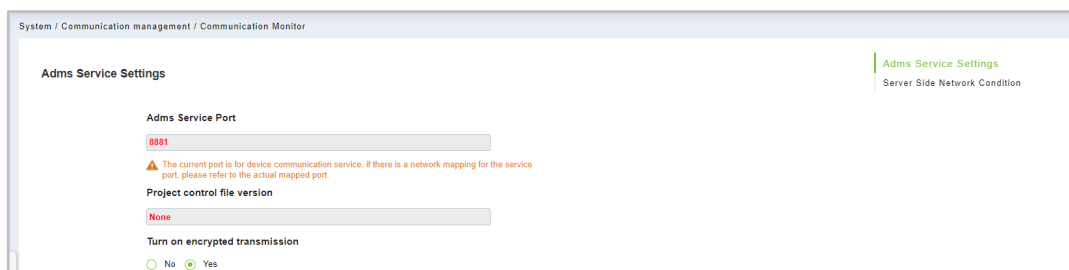 System / Communication management / Communication Monitor
Adms Service Settings
Adms Service Settings
Server Side Network Condition
Adms Service Port
8881
The current port is for device communication service, if there is a network mapping for the service
port, please refer to the actual mapped port.
Project control file version
None
Turn on encrypted transmission
No Yes